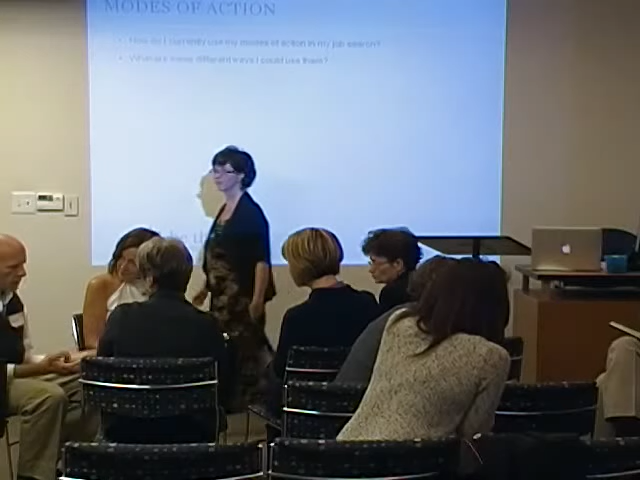 MODES OF ACTION
• How do I currently use my modes of action in my job search?
• What are some different ways I could use them?
the